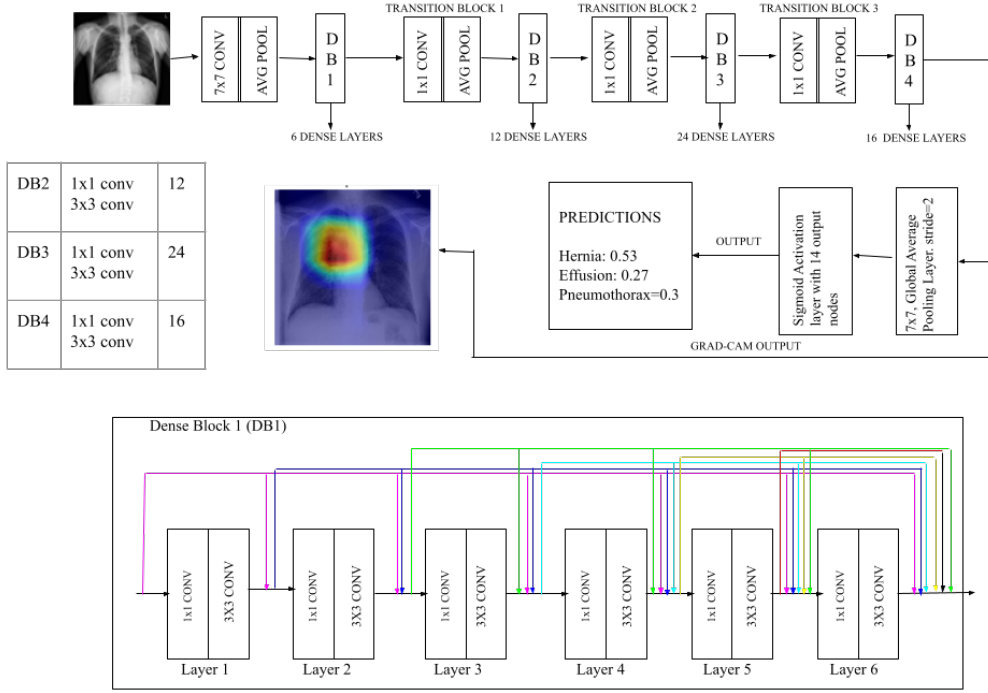 TRANSITION BLOCK 1
TRANSITION BLOCK 2
TRANSITION BLOCK 3
7x7 CONV
AVG POOL
D
B
1
1x1 CONV
AVG POOL
D
B
2
1x1 CONV
AVG POOL
D
B
3
1x1 CONV
AVG POOL
D
B
4
6 DENSE LAYERS
12 DENSE LAYERS
24 DENSE LAYERS
16 DENSE LAYERS
DB2
1x1 conv
3x3 conv
12
DB3
1x1 conv
3x3 conv
24
DB4
1x1 conv
3x3 conv
16
PREDICTIONS
Hernia: 0.53
Effusion: 0.27
Pneumothorax=0.3
OUTPUT
Sigmoid Activation
layer with 14 output
nodes
7x7, Global Average
Pooling Layer. stride=2
GRAD-CAM OUTPUT
Dense Block 1 (DB1)
1x1 CONV
3X3 CONV
1x1 CONV
3X3 CONV
1x1 CONV
3X3 CONV
1x1 CONV
3X3 CONV
1x1 CONV
3X3 CONV
1x1 CONV
3X3 CONV
Layer 1
Layer 2
Layer 3
Layer 4
Layer 5
Layer 6